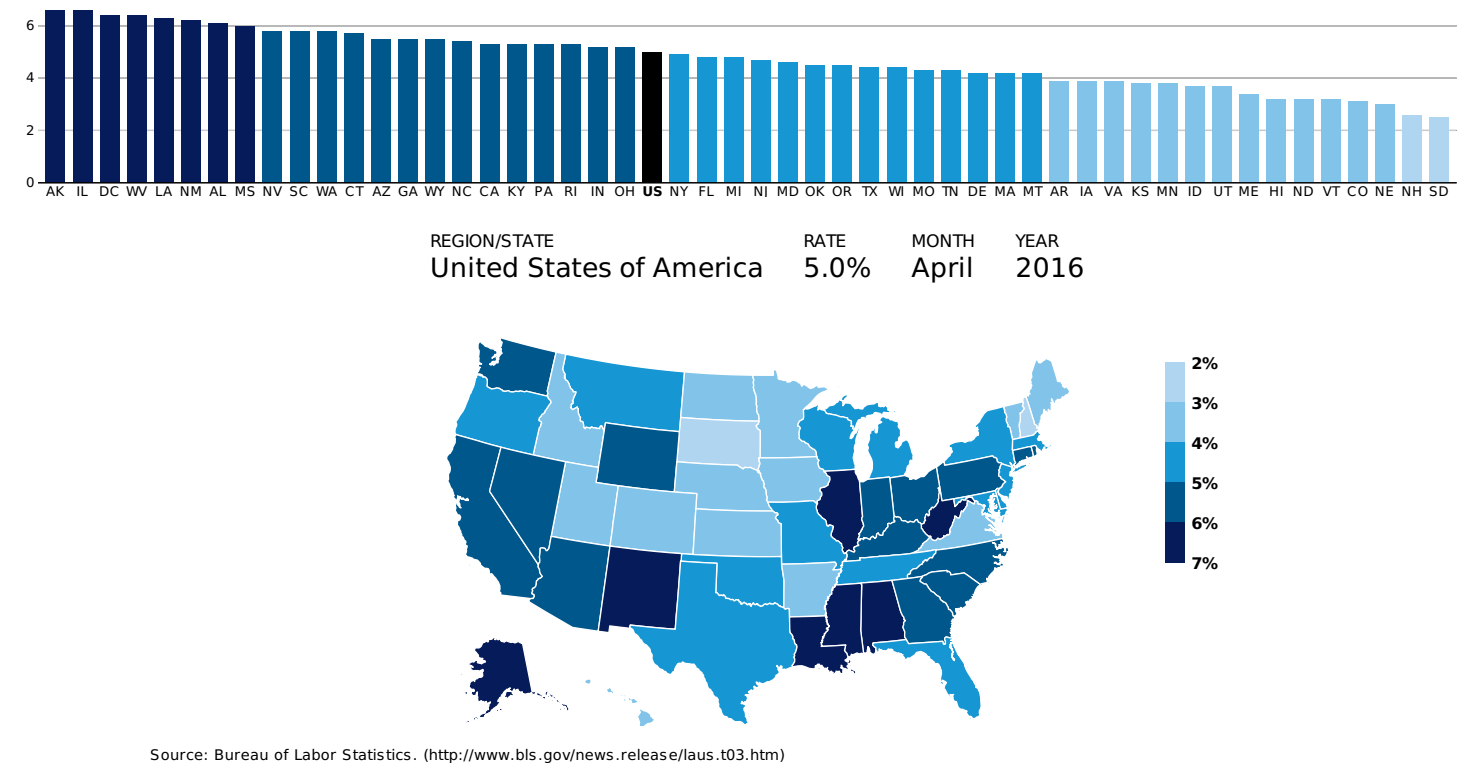 6
4
2
0
AK IL DC WV LA NM AL MS NV SC WA CT AZ GA WY NC CA KY PA RI IN OH US NY FL MI NJ MD OK OR TX WI MO TN DE MA MT AR IA VA KS MN ID UT ME HI ND VT CO NE NH SD
REGION/STATE RATE MONTH YEAR
United States of America 5.0% April 2016
2%
3%
4%
5%
6%
7%
Source: Bureau of Labor Statistics. (http://www.bls.gov/news.release/laus.t03.htm)